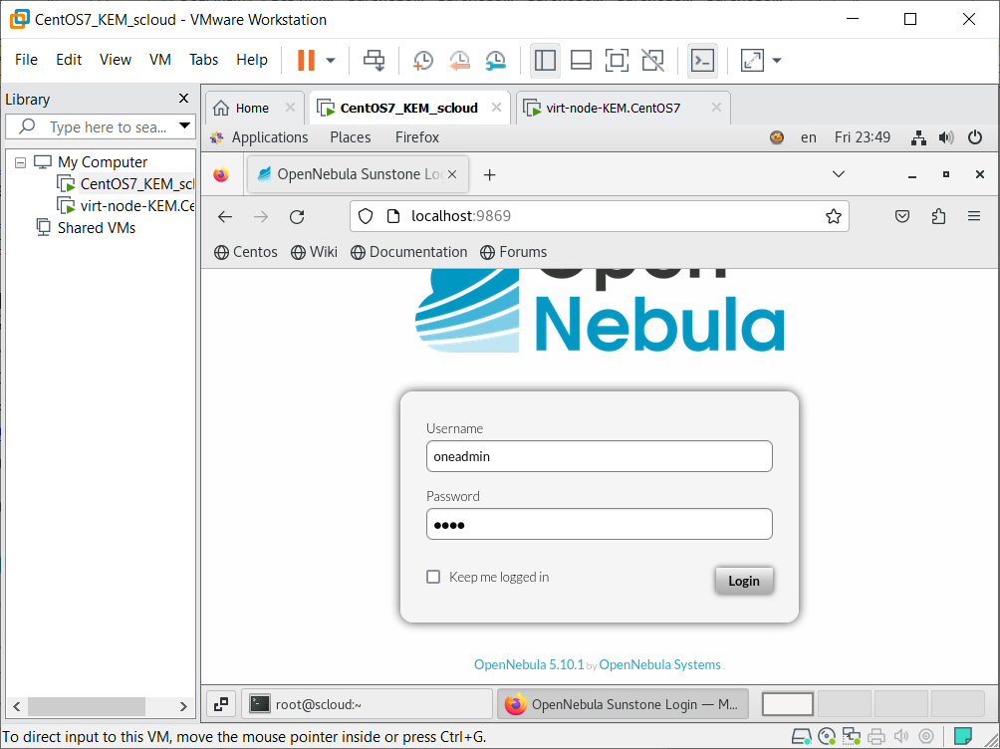 CentOS7_KEM_scloud - VMware Workstation
File Edit View VM Tabs Help
Library
Type here to sea...
My Computer
CentOS7_KEM_scl
virt-node-KEM.Ce
Shared VMs
Home CentOS7_KEM_scloud virt-node-KEM.CentOS7
Applications Places Firefox en Fri 23:49
OpenNebula Sunstone Lo
localhost:9869
Centos Wiki Documentation Forums
Open
Nebula
Username
oneadmin
Password
●●●●
Keep me logged in
Login
OpenNebula 5.10.1 by OpenNebula Systems.
root@scloud:~ OpenNebula Sunstone Login — M...
To direct input to this VM, move the mouse pointer inside or press Ctrl+G.